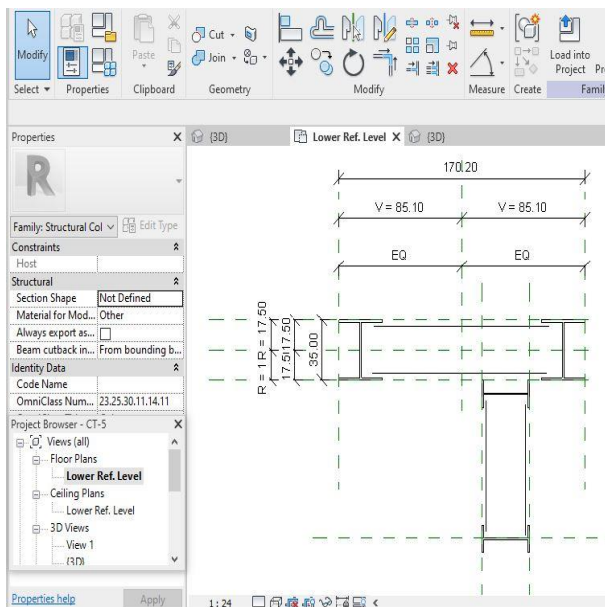 Cut
Join
Modify
Paste
Load into
Project
Select Properties Clipboard Geometry Modify Measure Create
Properties X {3D} Lower Ref. Level X {3D}
R
Family: Structural Col Edit Type
Constraints
Host
Structural
Section Shape Not Defined
Material for Mod... Other
Always export as...
Beam cutback in... From bounding b...
Identity Data
Code Name
OmniClass Num... 23.25.30.11.14.11
Project Browser - CT-5 X
Views (all)
Floor Plans
Lower Ref. Level
Ceiling Plans
Lower Ref. Level
3D Views
View 1
{3D}
Properties help Apply
170.20
V = 85.10 V = 85.10
EQ EQ
R = 17.50
17.50
35.00
1:24